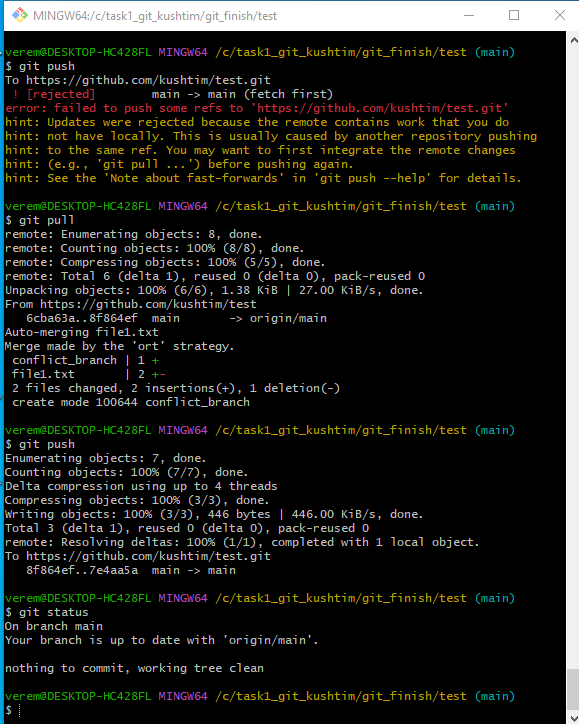 MINGW64:/c/task1_git_kushtim/git_finish/test
verem@DESKTOP-HC428FL MINGW64 /c/task1_git_kushtim/git_finish/test (main)
$ git push
To https://github.com/kushtim/test.git
 ! [rejected]        main -> main (fetch first)
error: failed to push some refs to 'https://github.com/kushtim/test.git'
hint: Updates were rejected because the remote contains work that you do
hint: not have locally. This is usually caused by another repository pushing
hint: to the same ref. You may want to first integrate the remote changes
hint: (e.g., 'git pull ...') before pushing again.
hint: See the 'Note about fast-forwards' in 'git push --help' for details.
verem@DESKTOP-HC428FL MINGW64 /c/task1_git_kushtim/git_finish/test (main)
$ git pull
remote: Enumerating objects: 8, done.
remote: Counting objects: 100% (8/8), done.
remote: Compressing objects: 100% (5/5), done.
remote: Total 6 (delta 1), reused 0 (delta 0), pack-reused 0
Unpacking objects: 100% (6/6), 1.38 KiB | 27.00 KiB/s, done.
From https://github.com/kushtim/test
   6cba63a..8f864ef  main       -> origin/main
Auto-merging file1.txt
Merge made by the 'ort' strategy.
 conflict_branch | 1 +
 file1.txt       | 2 +-
 2 files changed, 2 insertions(+), 1 deletion(-)
 create mode 100644 conflict_branch
verem@DESKTOP-HC428FL MINGW64 /c/task1_git_kushtim/git_finish/test (main)
$ git push
Enumerating objects: 7, done.
Counting objects: 100% (7/7), done.
Delta compression using up to 4 threads
Compressing objects: 100% (3/3), done.
Writing objects: 100% (3/3), 446 bytes | 446.00 KiB/s, done.
Total 3 (delta 1), reused 0 (delta 0), pack-reused 0
remote: Resolving deltas: 100% (1/1), completed with 1 local object.
To https://github.com/kushtim/test.git
   8f864ef..7e4aa5a  main -> main
verem@DESKTOP-HC428FL MINGW64 /c/task1_git_kushtim/git_finish/test (main)
$ git status
On branch main
Your branch is up to date with 'origin/main'.
nothing to commit, working tree clean
verem@DESKTOP-HC428FL MINGW64 /c/task1_git_kushtim/git_finish/test (main)
$